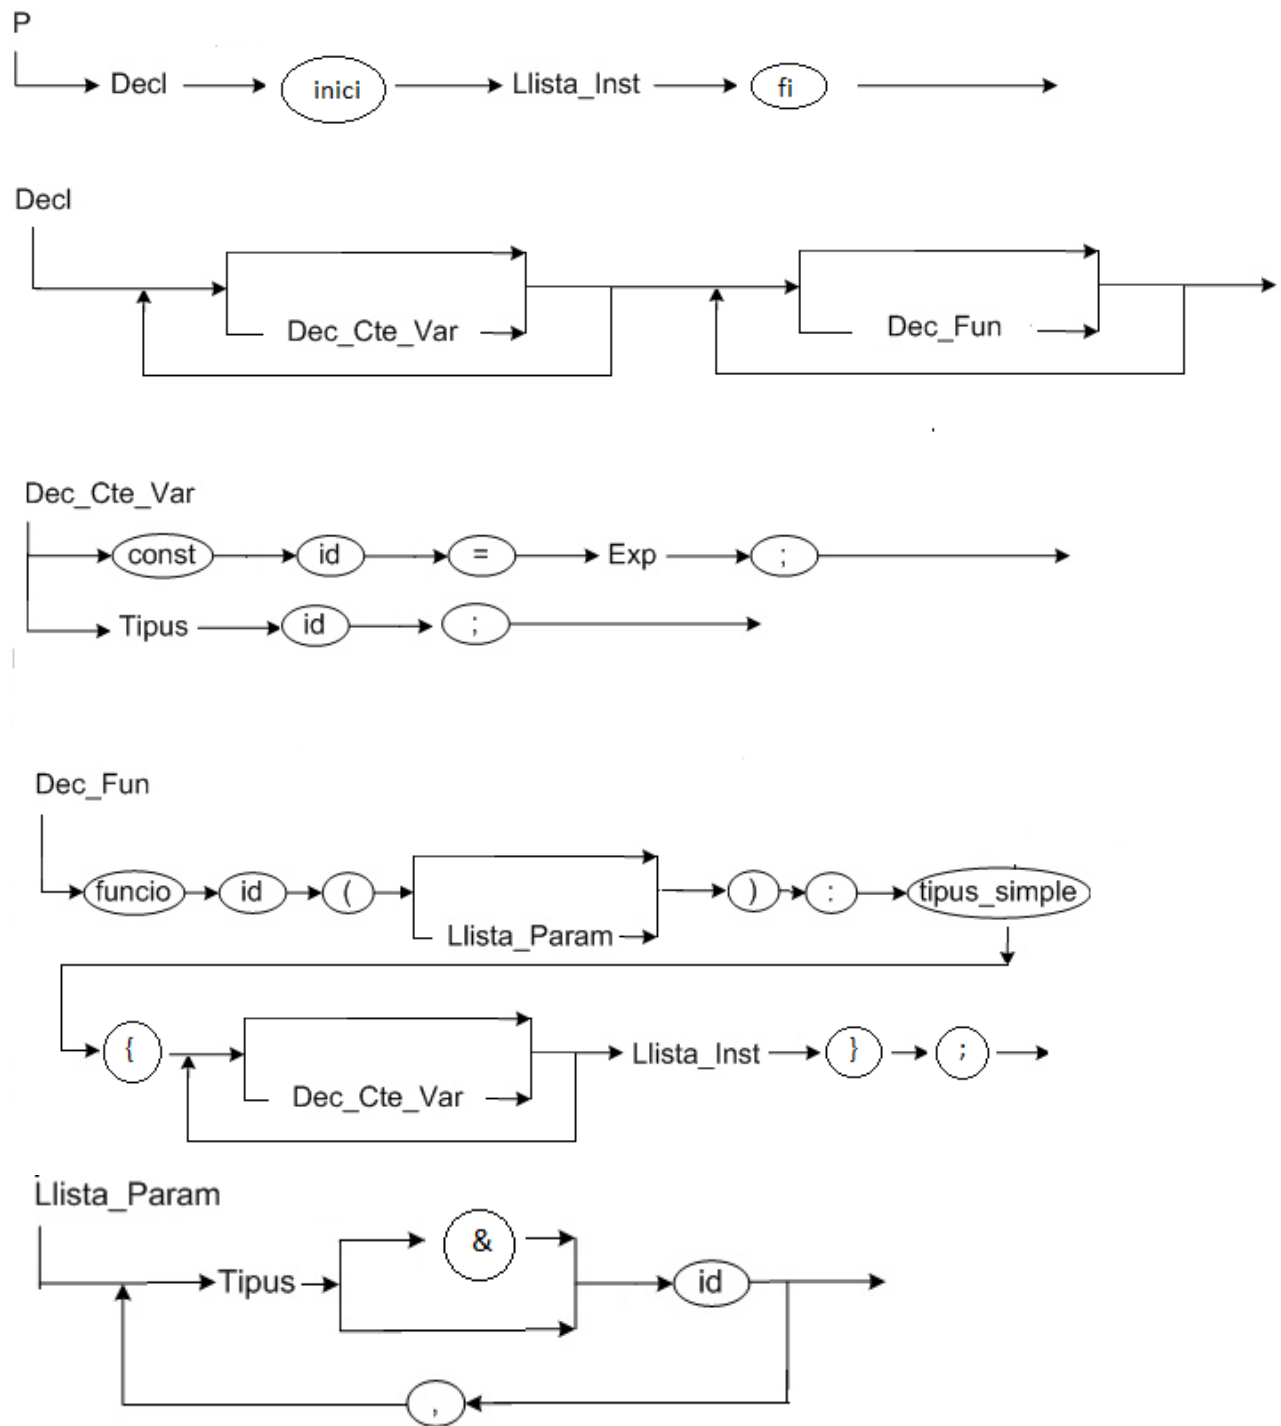 P
Decl inici Llista_Inst fi
Decl
Dec_Cte_Var Dec_Fun
Dec_Cte_Var
const id = Exp ;
Tipus id ;
Dec_Fun
funcio id ( Llista_Param ) : tipus_simple
{ Dec_Cte_Var Llista_Inst } ;
Llista_Param
Tipus & id
,